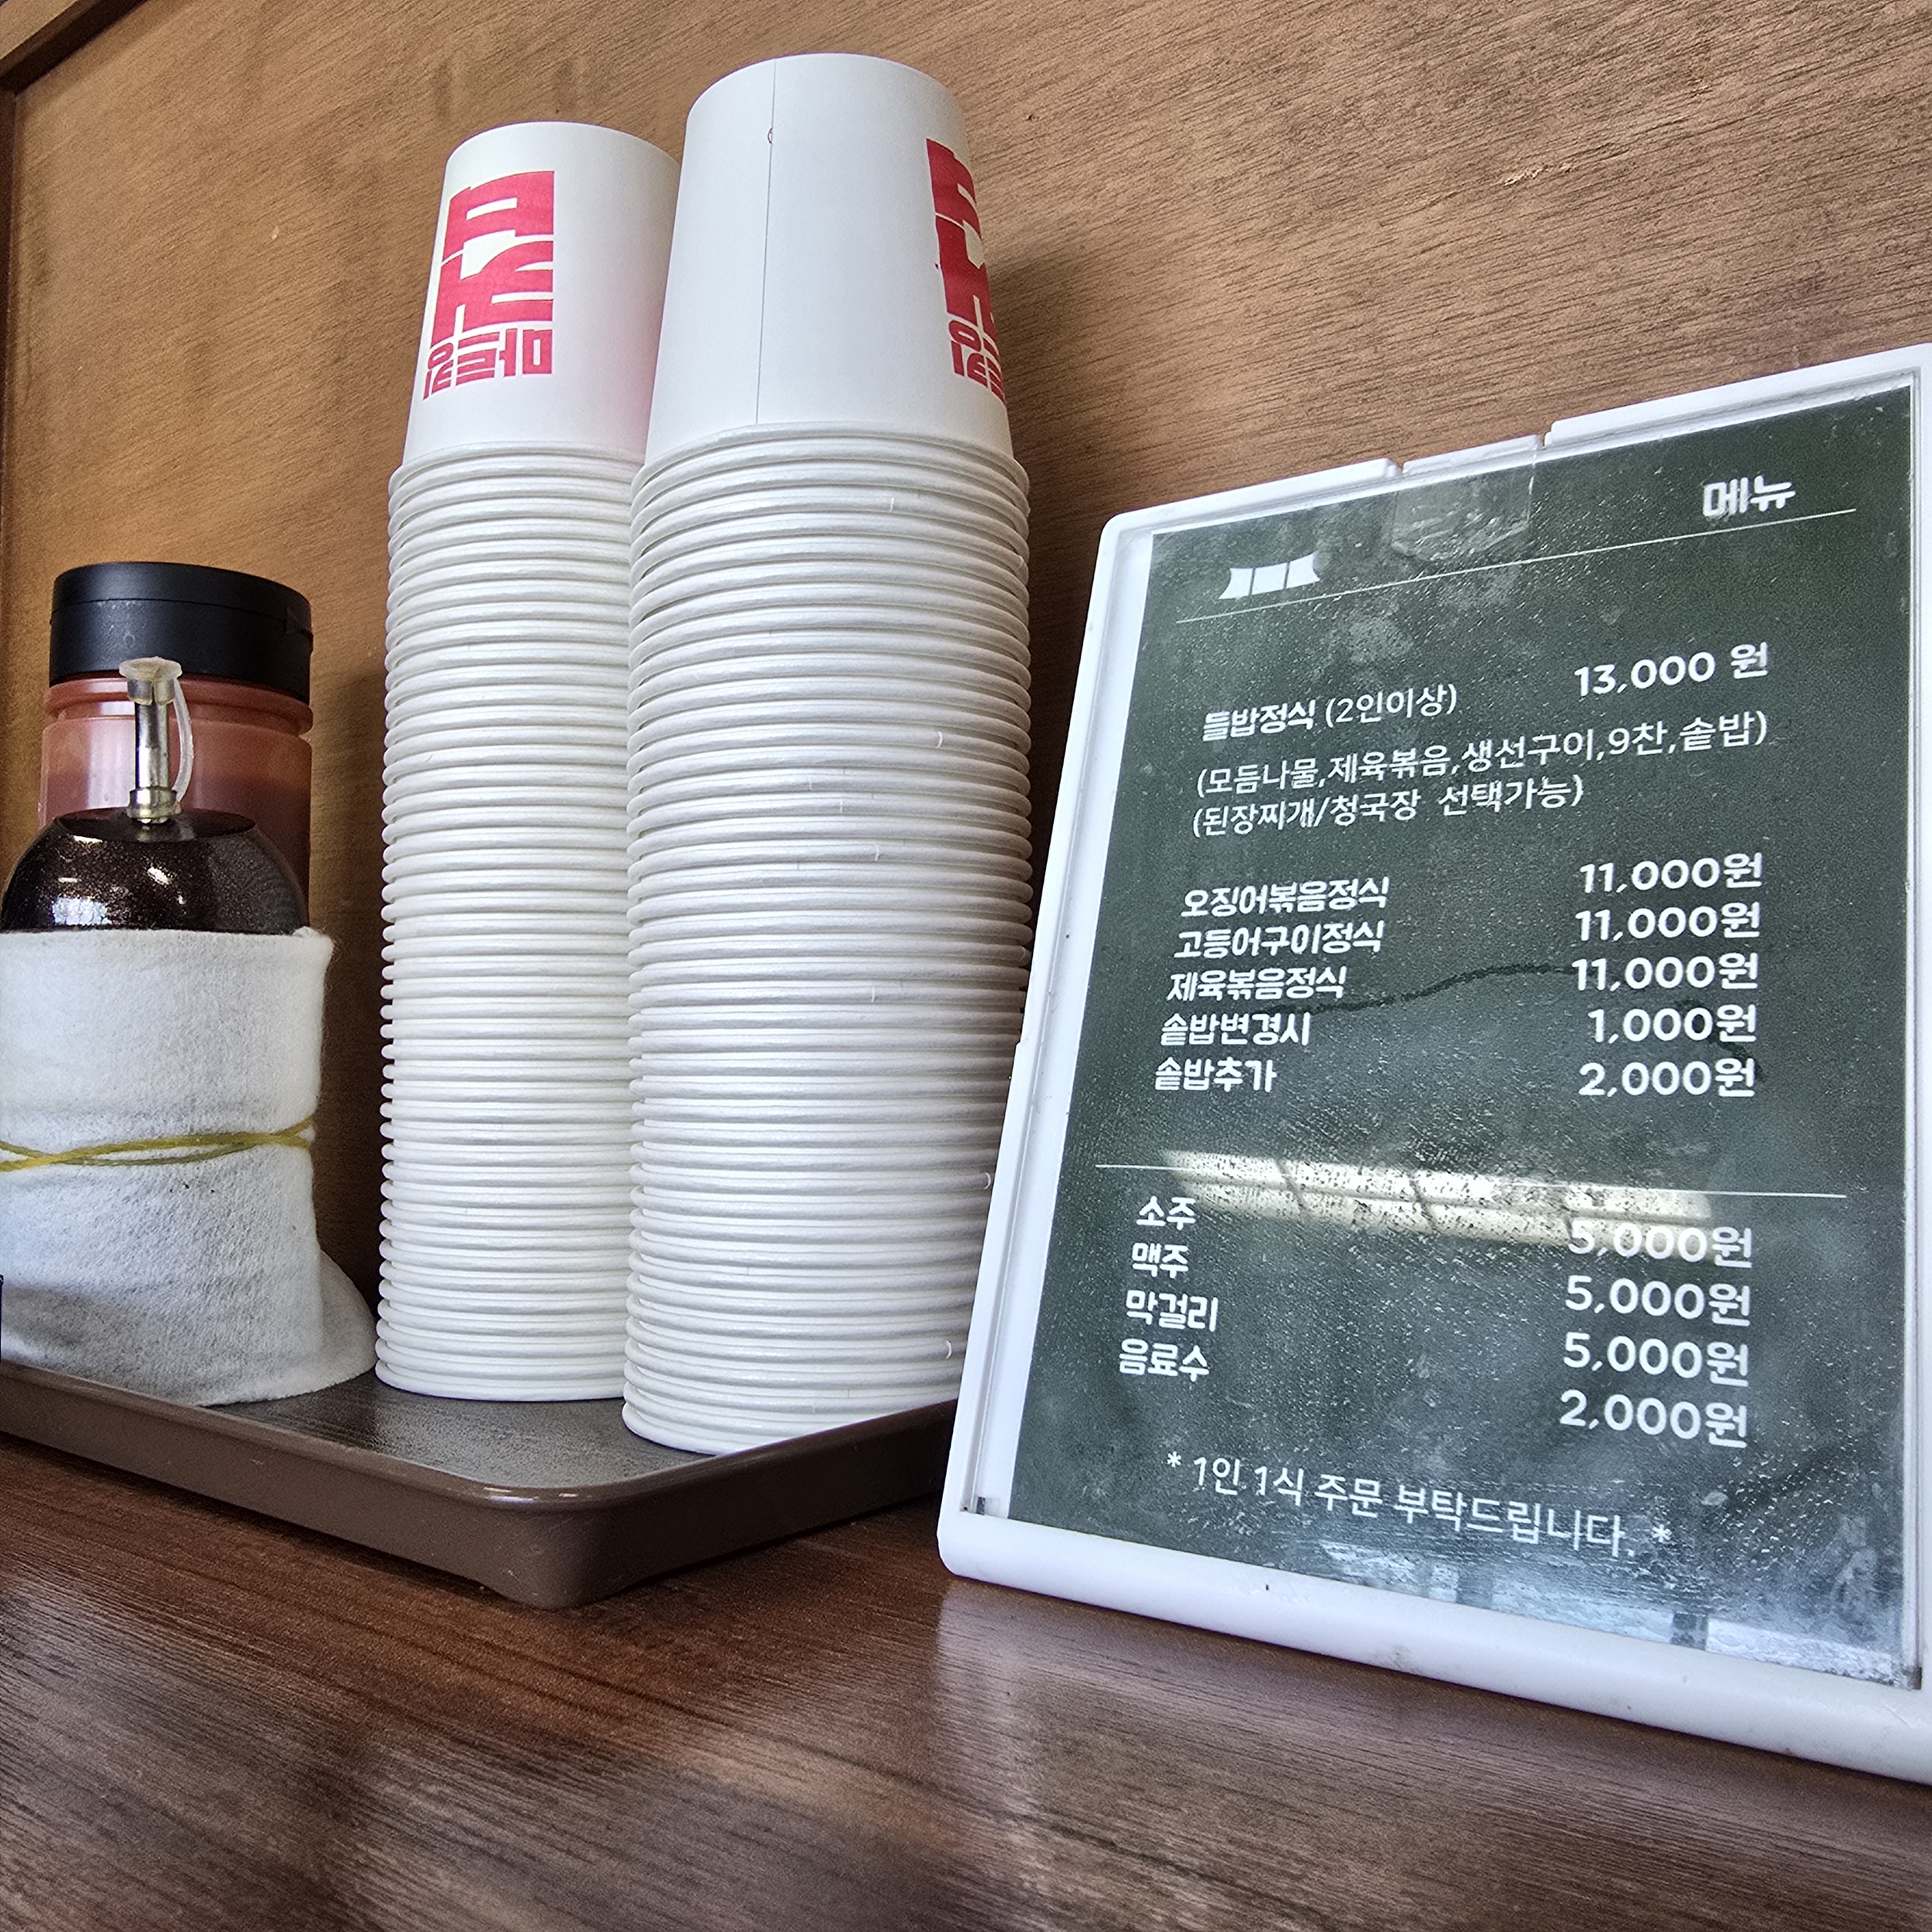 메뉴
들밥정식 (2인이상) 13,000 원
(모듬나물,제육볶음,생선구이,9찬,솥밥)
(된장찌개/청국장 선택가능)
오징어볶음정식 11,000원
고등어구이정식 11,000원
제육볶음정식 11,000원
솥밥변경시 1,000원
솥밥추가 2,000원
소주 5,000원
맥주 5,000원
막걸리 5,000원
음료수 2,000원
* 1인 1식 주문 부탁드립니다. *